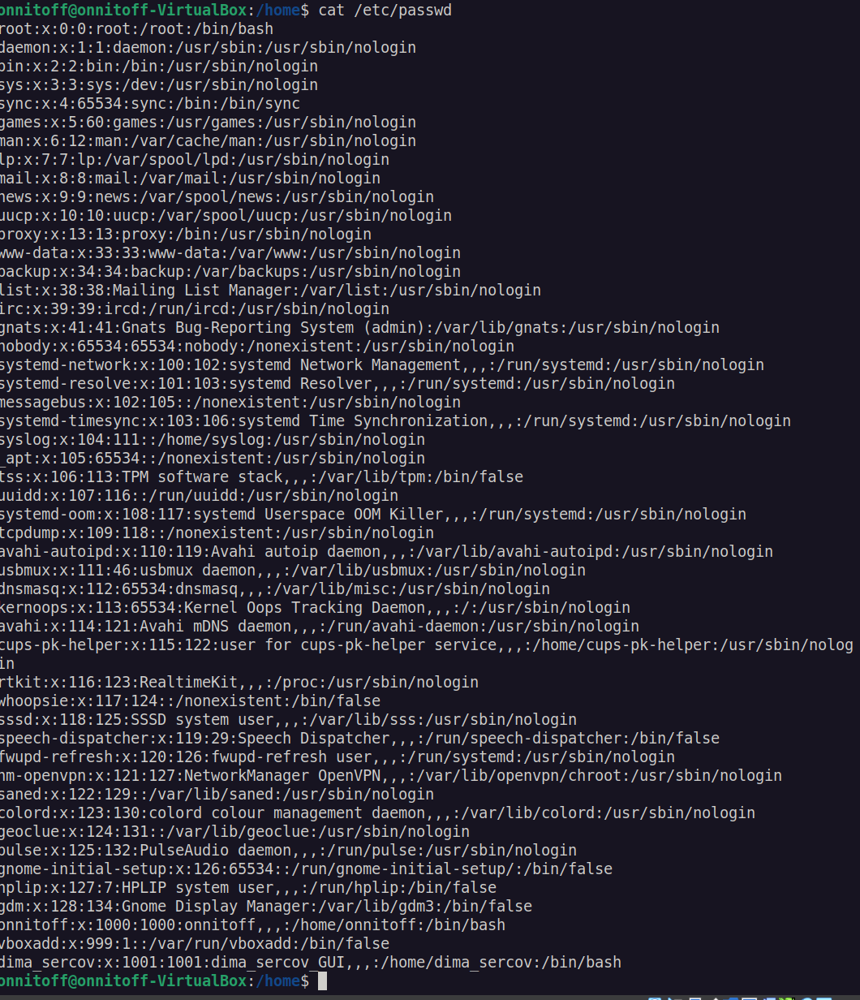 onnitoff@onnitoff-VirtualBox:/home$ cat /etc/passwd
root:x:0:0:root:/root:/bin/bash
daemon:x:1:1:daemon:/usr/sbin:/usr/sbin/nologin
bin:x:2:2:bin:/bin:/usr/sbin/nologin
sys:x:3:3:sys:/dev:/usr/sbin/nologin
sync:x:4:65534:sync:/bin:/bin/sync
games:x:5:60:games:/usr/games:/usr/sbin/nologin
man:x:6:12:man:/var/cache/man:/usr/sbin/nologin
lp:x:7:7:lp:/var/spool/lpd:/usr/sbin/nologin
mail:x:8:8:mail:/var/mail:/usr/sbin/nologin
news:x:9:9:news:/var/spool/news:/usr/sbin/nologin
uucp:x:10:10:uucp:/var/spool/uucp:/usr/sbin/nologin
proxy:x:13:13:proxy:/bin:/usr/sbin/nologin
www-data:x:33:33:www-data:/var/www:/usr/sbin/nologin
backup:x:34:34:backup:/var/backups:/usr/sbin/nologin
list:x:38:38:Mailing List Manager:/var/list:/usr/sbin/nologin
irc:x:39:39:ircd:/run/ircd:/usr/sbin/nologin
gnats:x:41:41:Gnats Bug-Reporting System (admin):/var/lib/gnats:/usr/sbin/nologin
nobody:x:65534:65534:nobody:/nonexistent:/usr/sbin/nologin
systemd-network:x:100:102:systemd Network Management,,,:/run/systemd:/usr/sbin/nologin
systemd-resolve:x:101:103:systemd Resolver,,,:/run/systemd:/usr/sbin/nologin
messagebus:x:102:105::/nonexistent:/usr/sbin/nologin
systemd-timesync:x:103:106:systemd Time Synchronization,,,:/run/systemd:/usr/sbin/nologin
syslog:x:104:111::/home/syslog:/usr/sbin/nologin
_apt:x:105:65534::/nonexistent:/usr/sbin/nologin
tss:x:106:113:TPM software stack,,,:/var/lib/tpm:/bin/false
uuidd:x:107:116::/run/uuidd:/usr/sbin/nologin
systemd-oom:x:108:117:systemd Userspace OOM Killer,,,:/run/systemd:/usr/sbin/nologin
tcpdump:x:109:118::/nonexistent:/usr/sbin/nologin
avahi-autoipd:x:110:119:Avahi autoip daemon,,,:/var/lib/avahi-autoipd:/usr/sbin/nologin
usbmux:x:111:46:usbmux daemon,,,:/var/lib/usbmux:/usr/sbin/nologin
dnsmasq:x:112:65534:dnsmasq,,,:/var/lib/misc:/usr/sbin/nologin
kernoops:x:113:65534:Kernel Oops Tracking Daemon,,,:/:/usr/sbin/nologin
avahi:x:114:121:Avahi mDNS daemon,,,:/run/avahi-daemon:/usr/sbin/nologin
cups-pk-helper:x:115:122:user for cups-pk-helper service,,,:/home/cups-pk-helper:/usr/sbin/nolog
in
rtkit:x:116:123:RealtimeKit,,,:/proc:/usr/sbin/nologin
whoopsie:x:117:124::/nonexistent:/bin/false
sssd:x:118:125:SSSD system user,,,:/var/lib/sss:/usr/sbin/nologin
speech-dispatcher:x:119:29:Speech Dispatcher,,,:/run/speech-dispatcher:/bin/false
fwupd-refresh:x:120:126:fwupd-refresh user,,,:/run/systemd:/usr/sbin/nologin
nm-openvpn:x:121:127:NetworkManager OpenVPN,,,:/var/lib/openvpn/chroot:/usr/sbin/nologin
saned:x:122:129::/var/lib/saned:/usr/sbin/nologin
colord:x:123:130:colord colour management daemon,,,:/var/lib/colord:/usr/sbin/nologin
geoclue:x:124:131::/var/lib/geoclue:/usr/sbin/nologin
pulse:x:125:132:PulseAudio daemon,,,:/run/pulse:/usr/sbin/nologin
gnome-initial-setup:x:126:65534::/run/gnome-initial-setup/:/bin/false
hplip:x:127:7:HPLIP system user,,,:/run/hplip:/bin/false
gdm:x:128:134:Gnome Display Manager:/var/lib/gdm3:/bin/false
onnitoff:x:1000:1000:onnitoff,,,:/home/onnitoff:/bin/bash
vboxadd:x:999:1::/var/run/vboxadd:/bin/false
dima_sercov:x:1001:1001:dima_sercov_GUI,,,:/home/dima_sercov:/bin/bash
onnitoff@onnitoff-VirtualBox:/home$